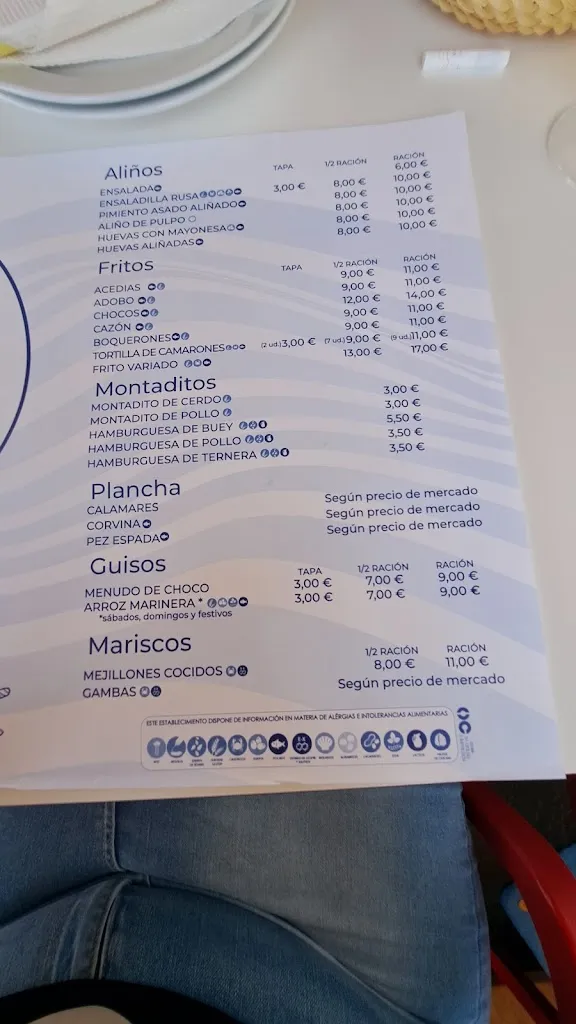 Aliños TAPA 1/2 RACIÓN RACIÓN
ENSALADA 6,00 €
ENSALADILLA RUSA 3,00 € 8,00 € 10,00 €
PIMIENTO ASADO ALIÑADO 8,00 € 10,00 €
ALIÑO DE PULPO 8,00 € 10,00 €
HUEVAS CON MAYONESA 8,00 € 10,00 €
HUEVAS ALIÑADAS 8,00 € 10,00 €
Fritos TAPA 1/2 RACIÓN RACIÓN
ACEDIAS 9,00 € 11,00 €
ADOBO 9,00 € 11,00 €
CHOCOS 12,00 € 14,00 €
CAZÓN 9,00 € 11,00 €
BOQUERONES 9,00 € 11,00 €
TORTILLA DE CAMARONES (2 ud.) 3,00 € (7 ud.) 9,00 € (9 ud.) 11,00 €
FRITO VARIADO 13,00 € 17,00 €
Montaditos
MONTADITO DE CERDO 3,00 €
MONTADITO DE POLLO 3,00 €
HAMBURGUESA DE BUEY 5,50 €
HAMBURGUESA DE POLLO 3,50 €
HAMBURGUESA DE TERNERA 3,50 €
Plancha
CALAMARES Según precio de mercado
CORVINA Según precio de mercado
PEZ ESPADA Según precio de mercado
Guisos TAPA 1/2 RACIÓN RACIÓN
MENUDO DE CHOCO 3,00 € 7,00 € 9,00 €
ARROZ MARINERA * 3,00 € 7,00 € 9,00 €
*sábados, domingos y festivos
Mariscos 1/2 RACIÓN RACIÓN
MEJILLONES COCIDOS 8,00 € 11,00 €
GAMBAS Según precio de mercado
ESTE ESTABLECIMIENTO DISPONE DE INFORMACIÓN EN MATERIA DE ALÉRGIAS E INTOLERANCIAS ALIMENTARIAS